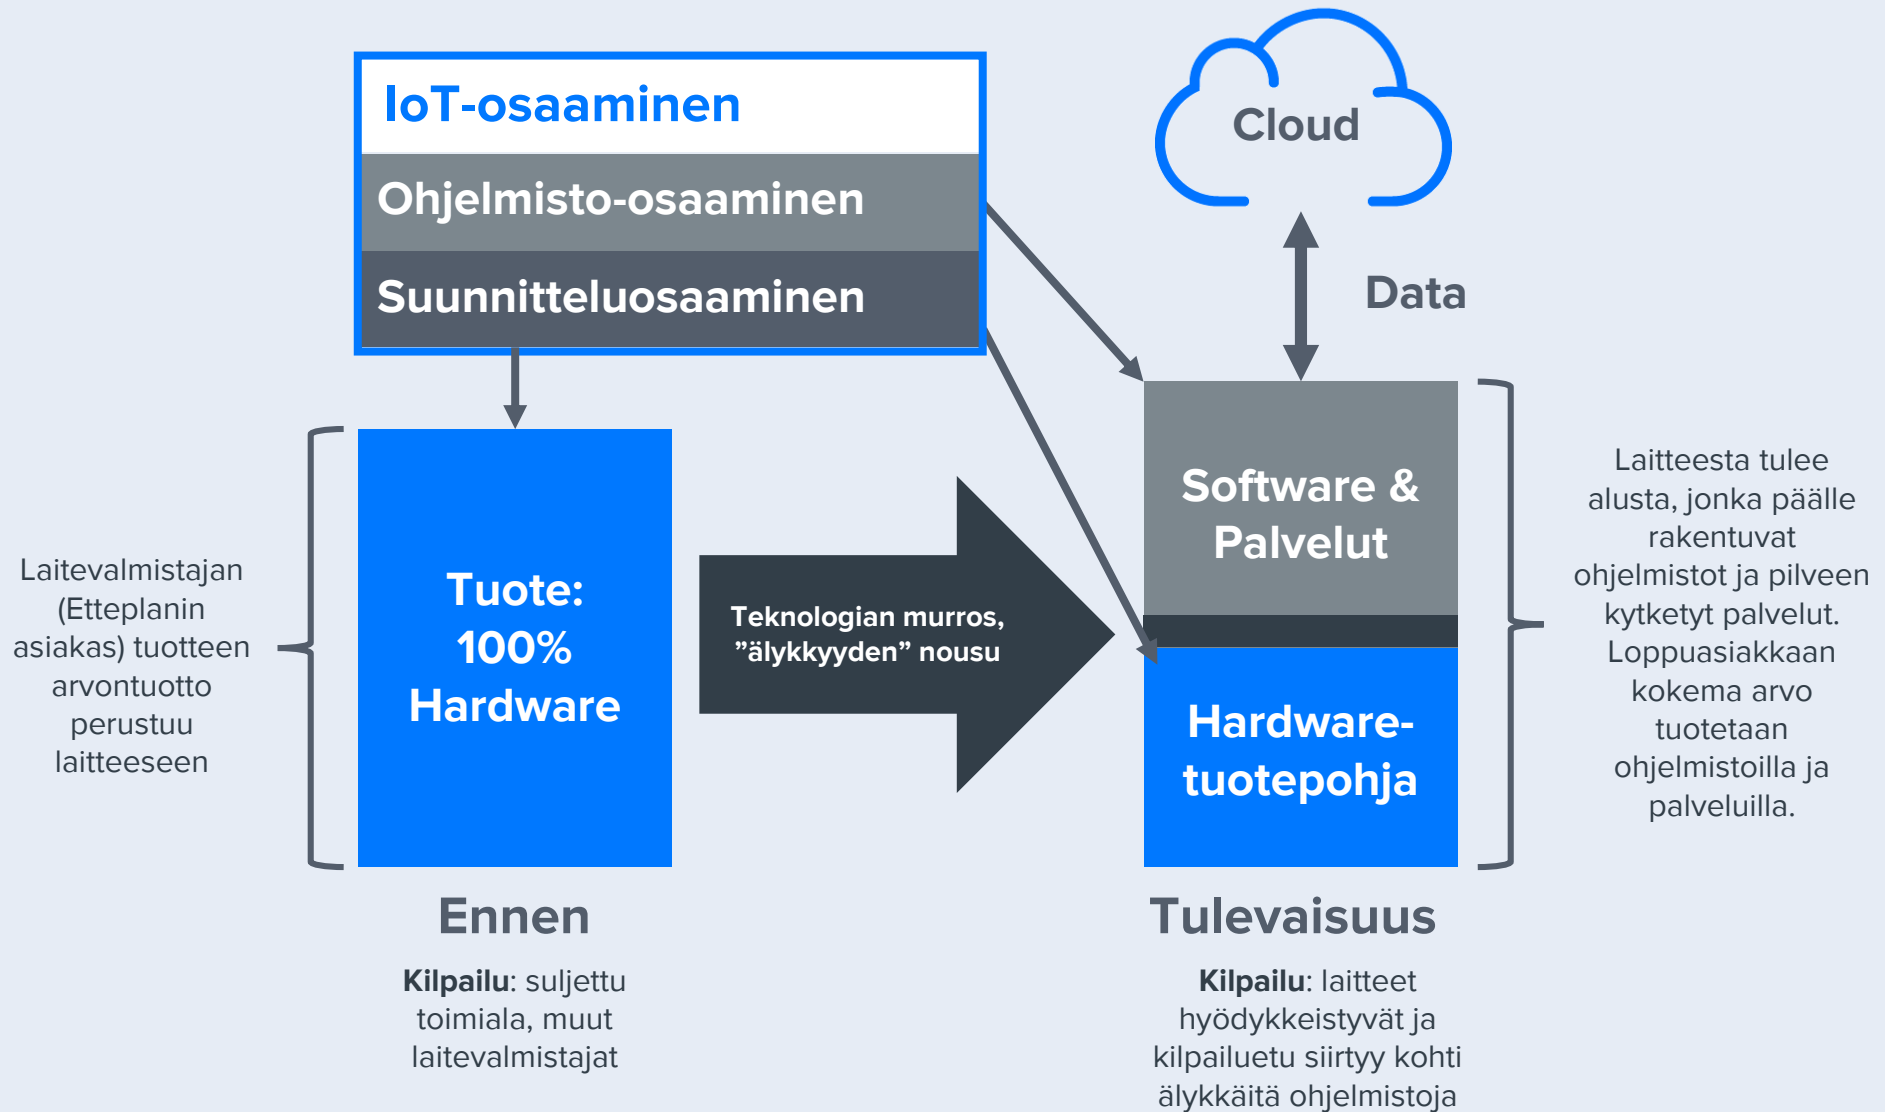 IoT-osaaminen
Ohjelmisto-osaaminen
Suunnitteluosaaminen
Cloud
Data
Laitevalmistajan
(Etteplanin
asiakas) tuotteen
arvontuotto
perustuu
laitteeseen
Tuote:
100%
Hardware
Teknologian murros,
”älykkyyden” nousu
Software &
Palvelut
Hardware-
tuotepohja
Laitteesta tulee
alusta, jonka päälle
rakentuvat
ohjelmistot ja pilveen
kytketyt palvelut.
Loppuasiakkaan
kokema arvo
tuotetaan
ohjelmistoilla ja
palveluilla.
Ennen
Kilpailu: suljettu
toimiala, muut
laitevalmistajat
Tulevaisuus
Kilpailu: laitteet
hyödykkeistyvät ja
kilpailuetu siirtyy kohti
älykkäitä ohjelmistoja